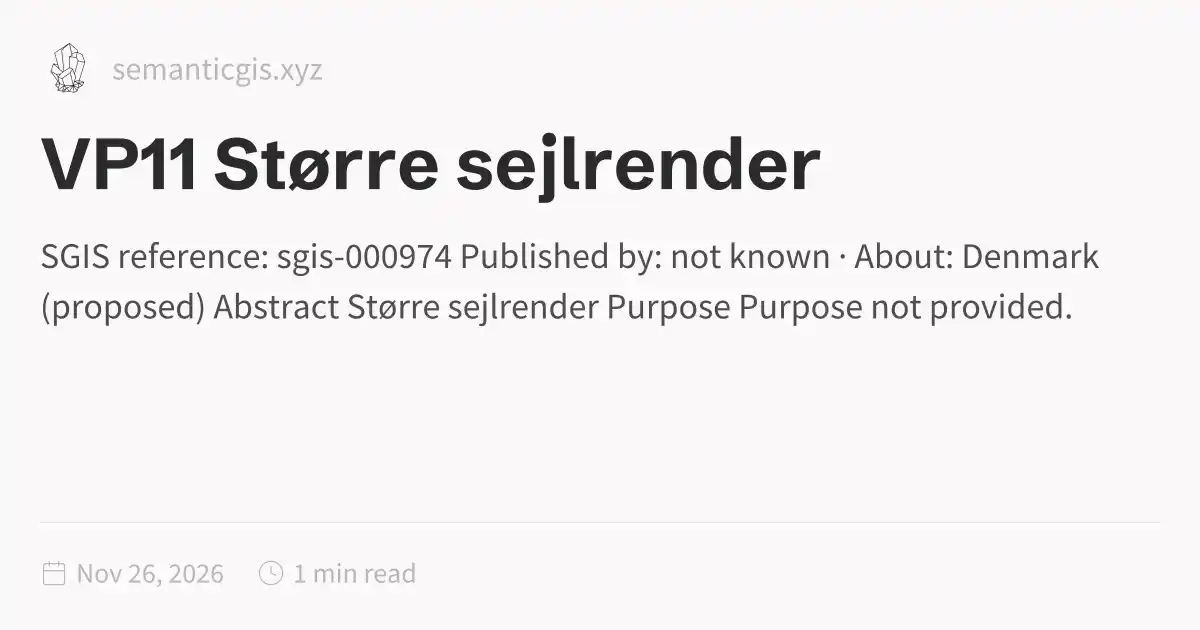 semanticgis.xyz
VP11 Større sejlrender
SGIS reference: sgis-000974 Published by: not known · About: Denmark
(proposed) Abstract Større sejlrender Purpose Purpose not provided.
Nov 26, 2026 1 min read